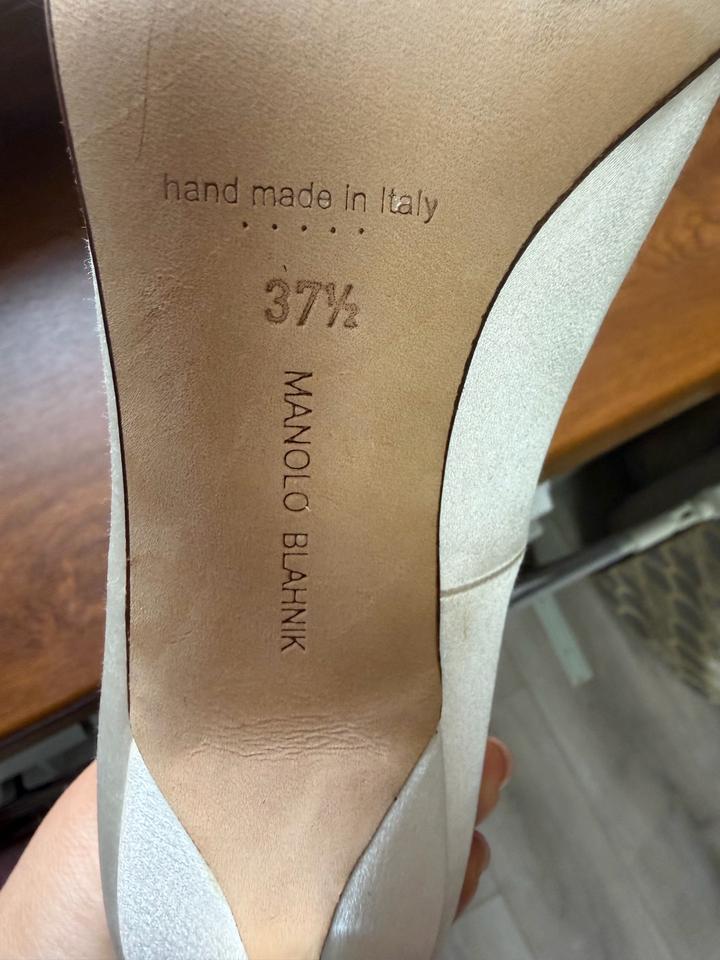 hand made in Italy
37½
MANOLO BLAHNIK